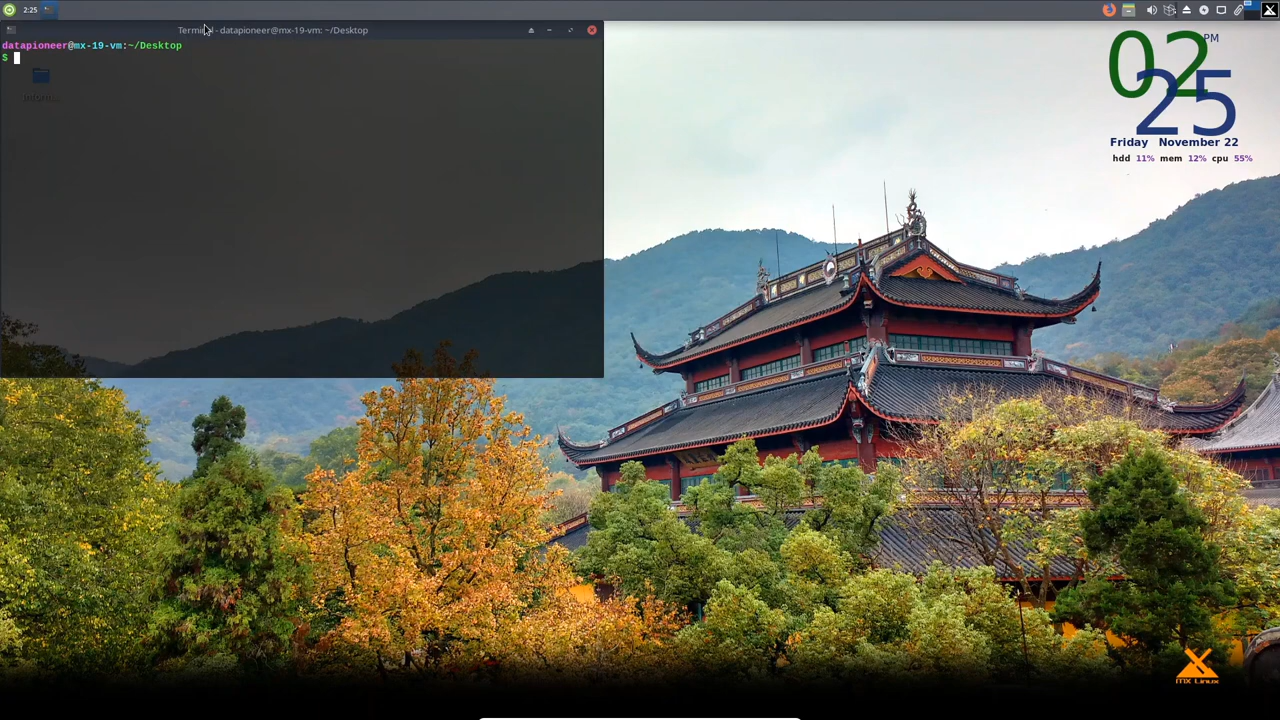 2:25
Terminal - datapioneer@mx-19-vm: ~/Desktop
datapioneer@mx-19-vm:~/Desktop
$
02
PM
25
Friday November 22
hdd 11% mem 12% cpu 55%
MX Linux